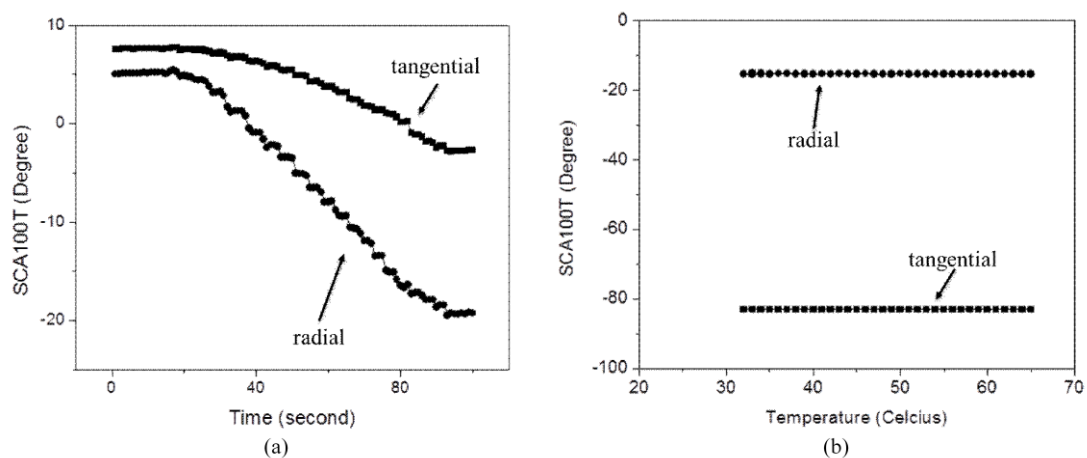 10
0
-10
-20
SCA100T (Degree)
tangential
radial
0
40
80
Time (second)
(a)
0
-20
-40
-60
-80
-100
SCA100T (Degree)
radial
tangential
20
30
40
50
60
70
Temperature (Celcius)
(b)